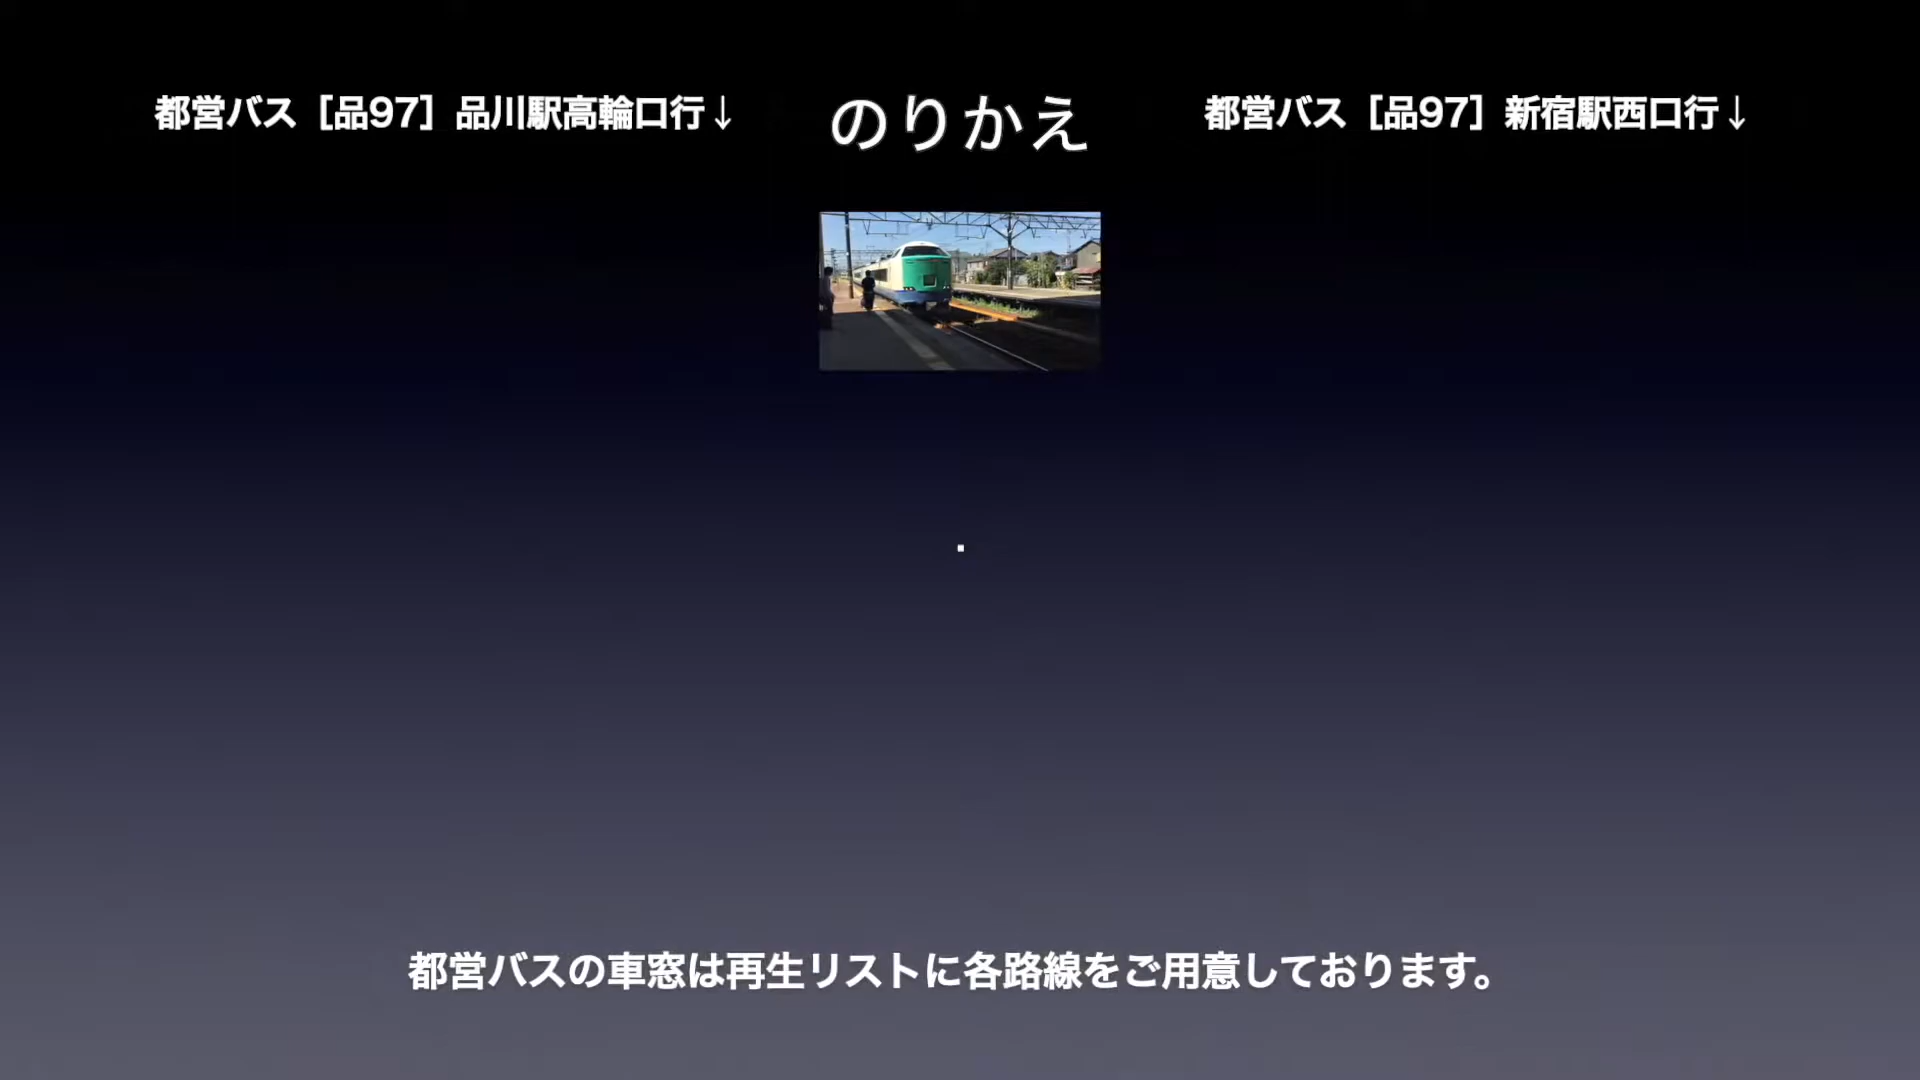 都営バス［品97］品川駅高輪口行↓
のりかえ
都営バス［品97］新宿駅西口行↓
都営バスの車窓は再生リストに各路線をご用意しております。